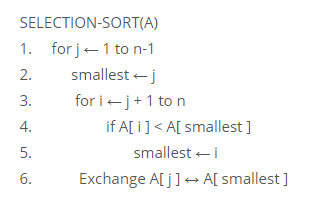 SELECTION-SORT(A)
1. for j ← 1 to n-1
2. smallest ← j
3. for i ← j + 1 to n
4. if A[ i ] < A[ smallest ]
5. smallest ← i
6. Exchange A[ j ] ↔ A[ smallest ]